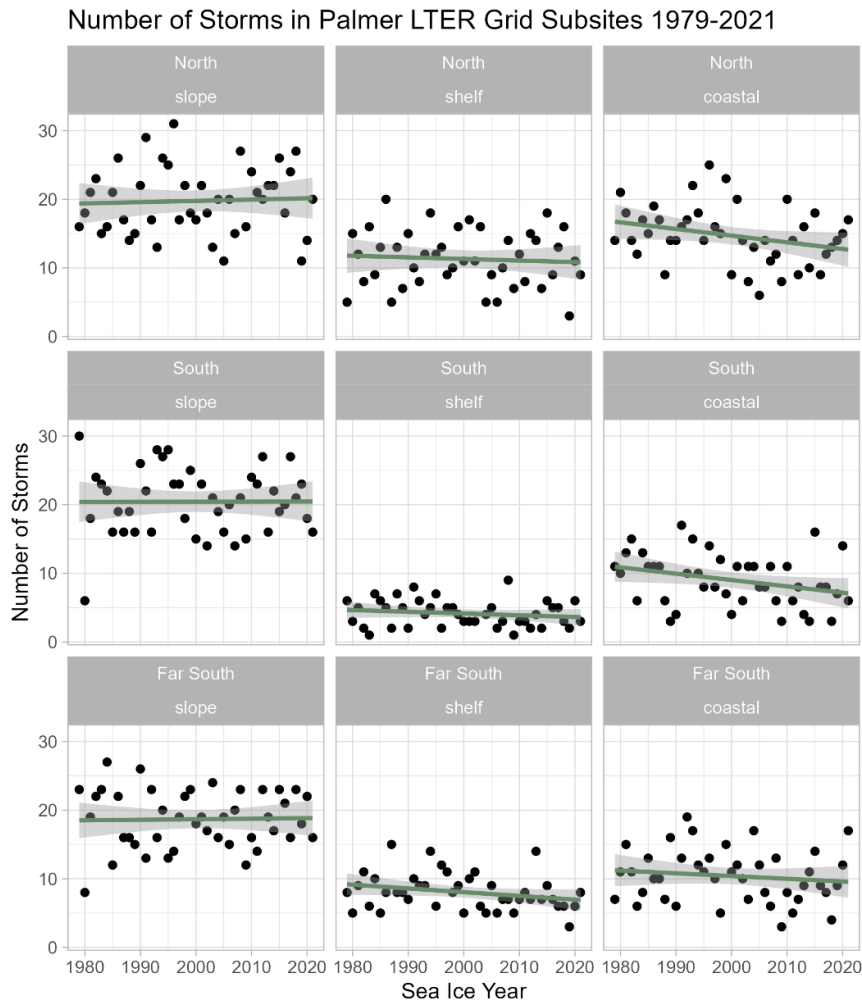 Number of Storms in Palmer LTER Grid Subsites 1979-2021
North
slope
North
shelf
North
coastal
30
20
10
0
South
slope
South
shelf
South
coastal
30
20
10
0
Number of Storms
Far South
slope
Far South
shelf
Far South
coastal
30
20
10
0
1980 1990 2000 2010 2020 1980 1990 2000 2010 2020 1980 1990 2000 2010 2020
Sea Ice Year